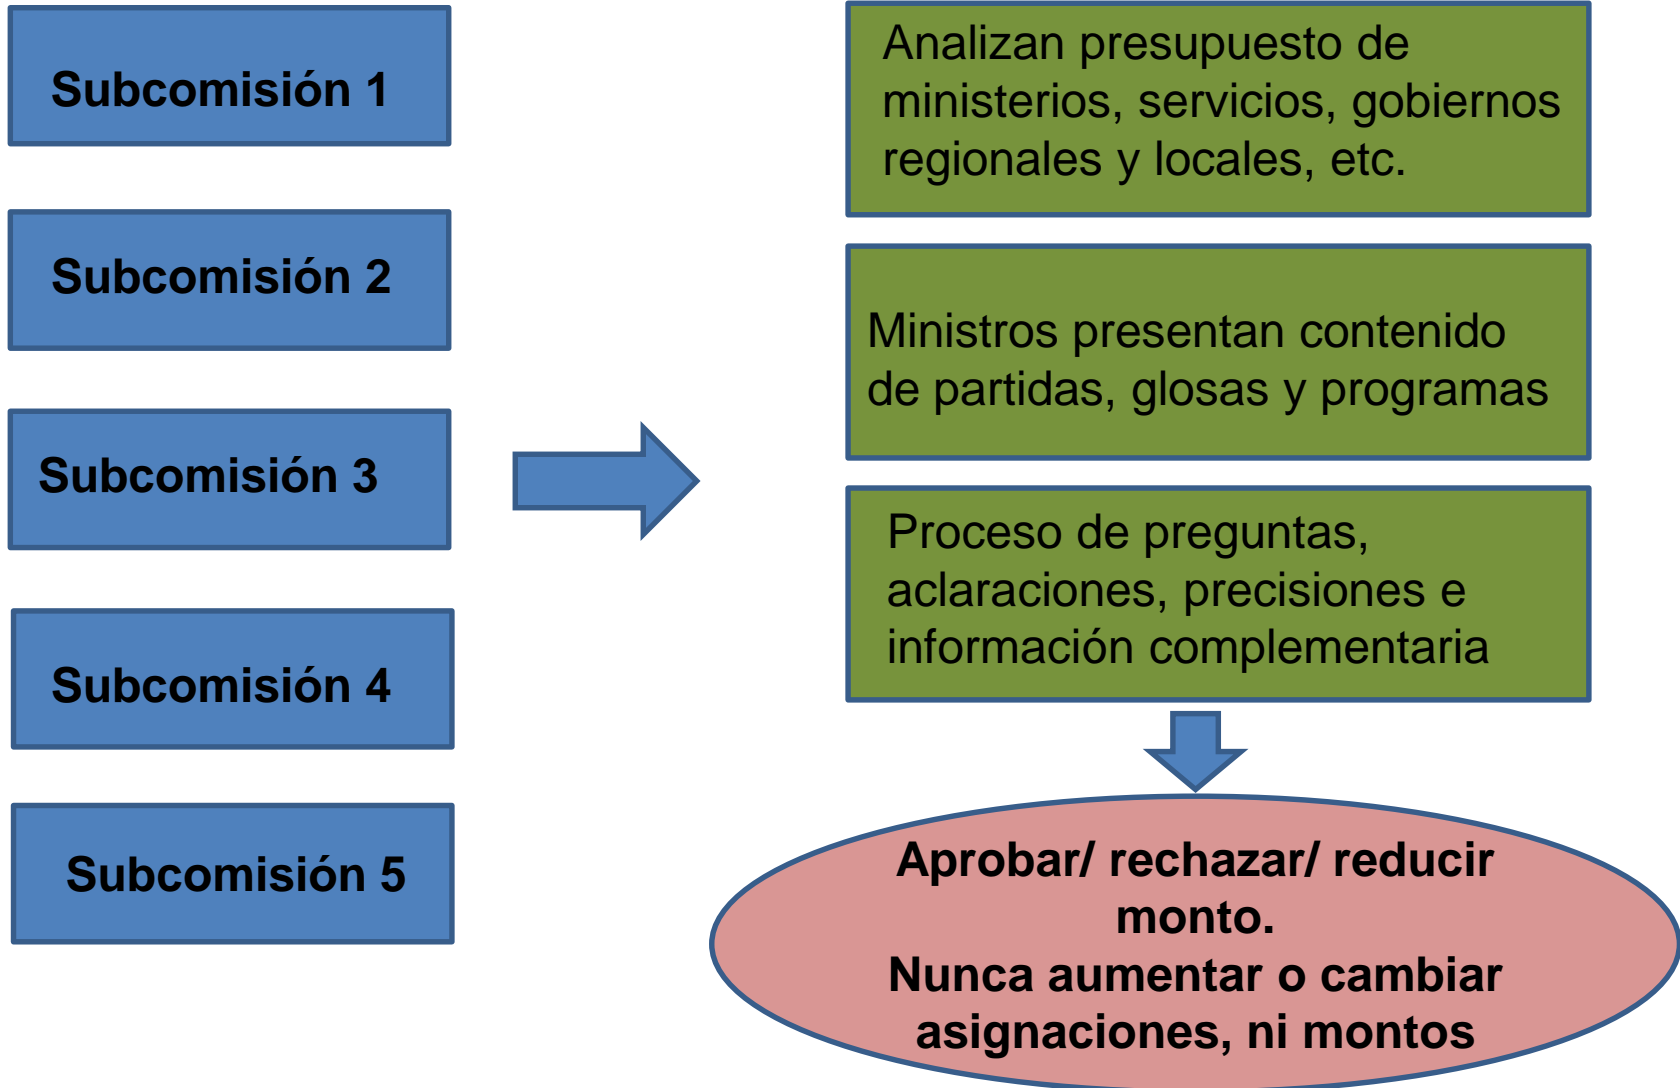 Subcomisión 1
Subcomisión 2
Subcomisión 3
Subcomisión 4
Subcomisión 5
Analizan presupuesto de
ministerios, servicios, gobiernos
regionales y locales, etc.
Ministros presentan contenido
de partidas, glosas y programas
Proceso de preguntas,
aclaraciones, precisiones e
información complementaria
Aprobar/ rechazar/ reducir
monto.
Nunca aumentar o cambiar
asignaciones, ni montos